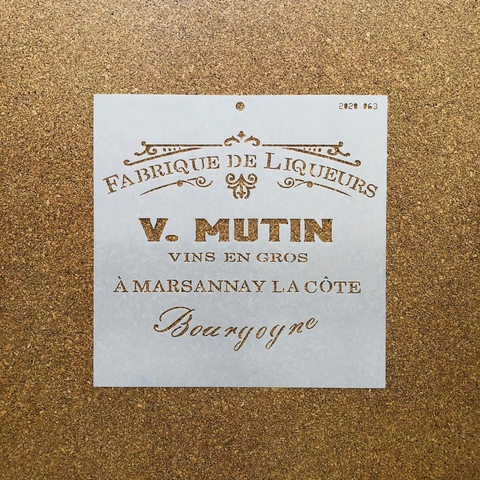 2020 063
FABRIQUE DE LIQUEURS
V. MUTIN
VINS EN GROS
À MARSANNAY LA CÔTE
Bourgogne